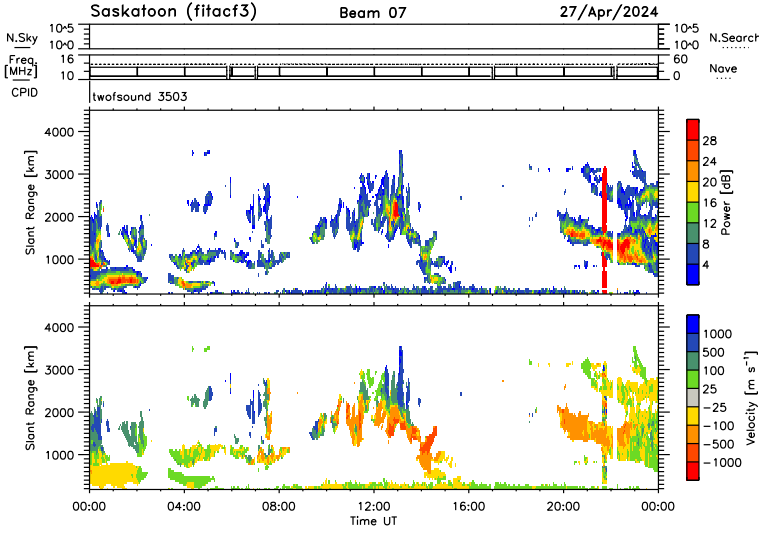 Saskatoon (fitacf3) Beam 07 27/Apr/2024
N.Sky 10^5 10^0 10^5 10^0 N.Search
Freq. [MHz] 16 10 60 0 Nave
CPID twofsound 3503
Slant Range [km] 4000 3000 2000 1000
Power [dB] 28 24 20 16 12 8 4
Slant Range [km] 4000 3000 2000 1000
Velocity [m s⁻¹] 1000 500 100 25 −25 −100 −500 −1000
00:00 04:00 08:00 12:00 16:00 20:00 00:00
Time UT